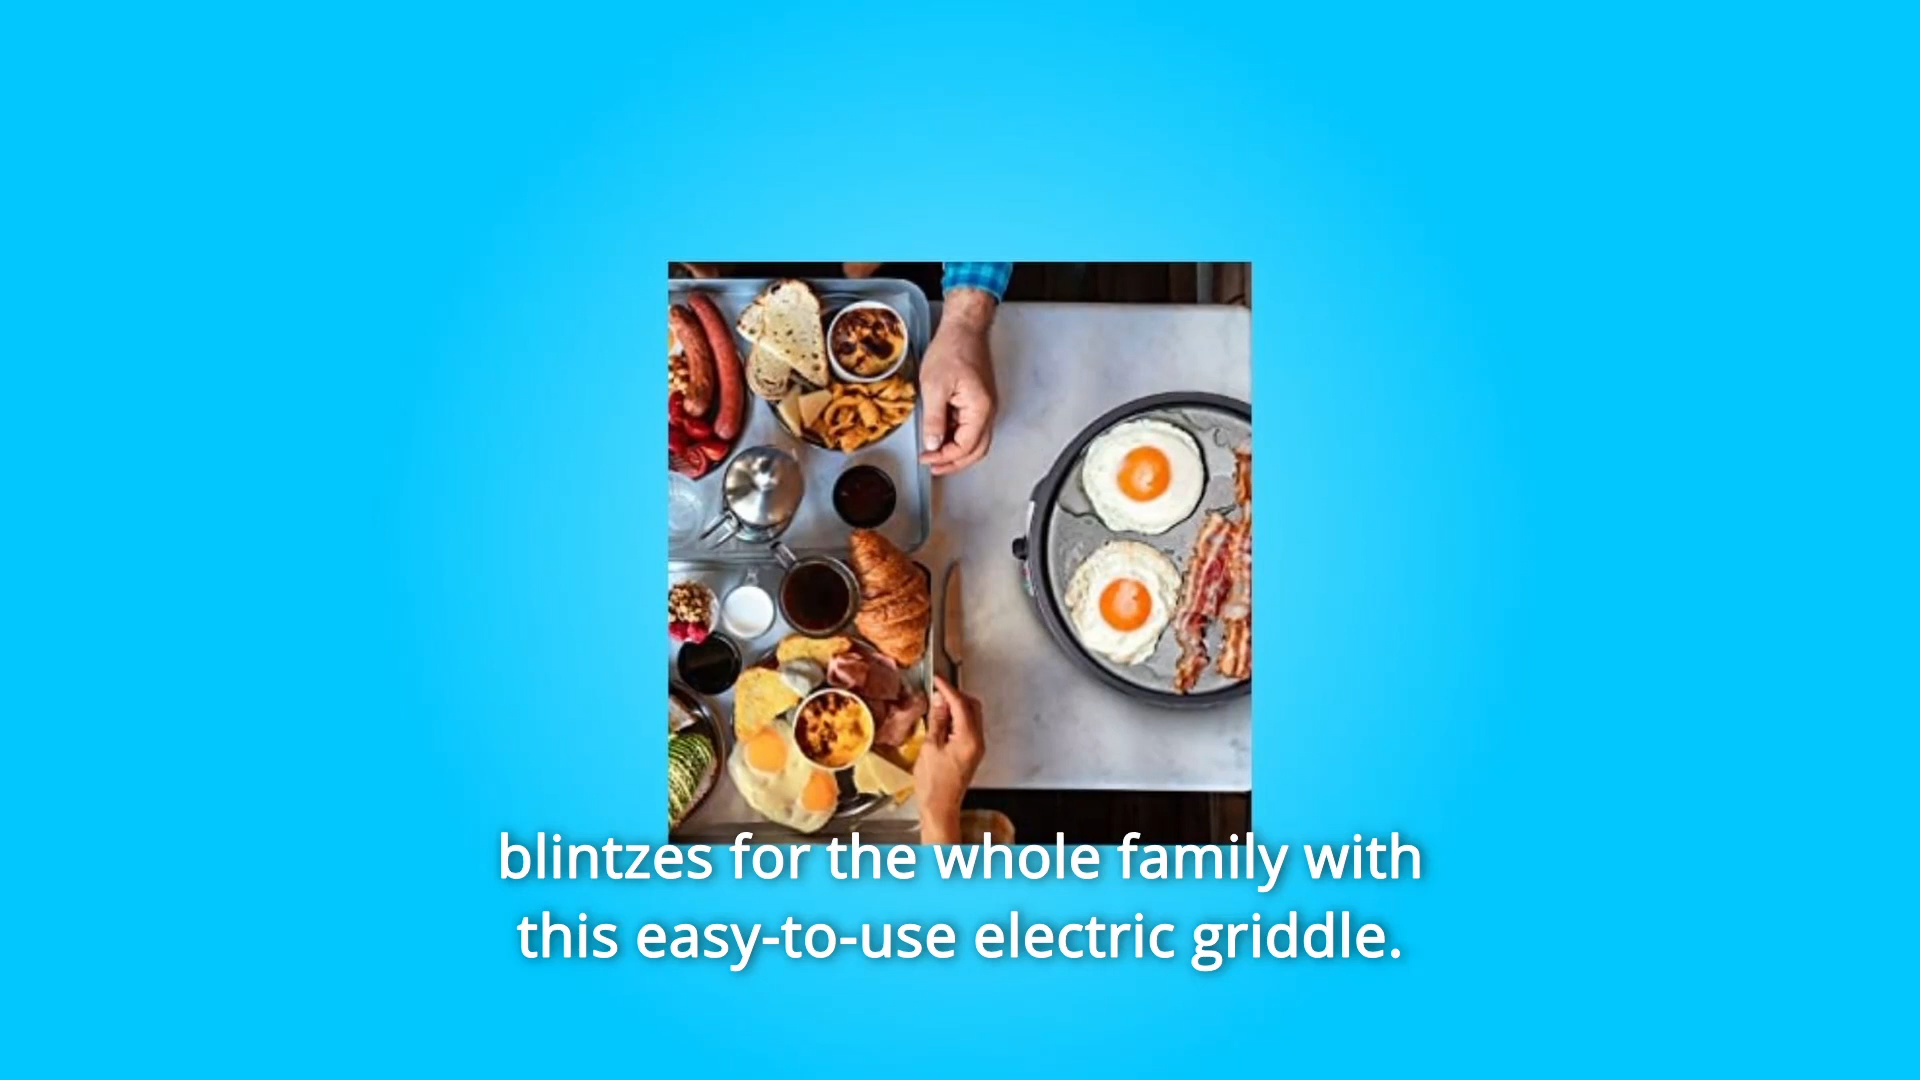 blintzes for the whole family with
this easy-to-use electric griddle.